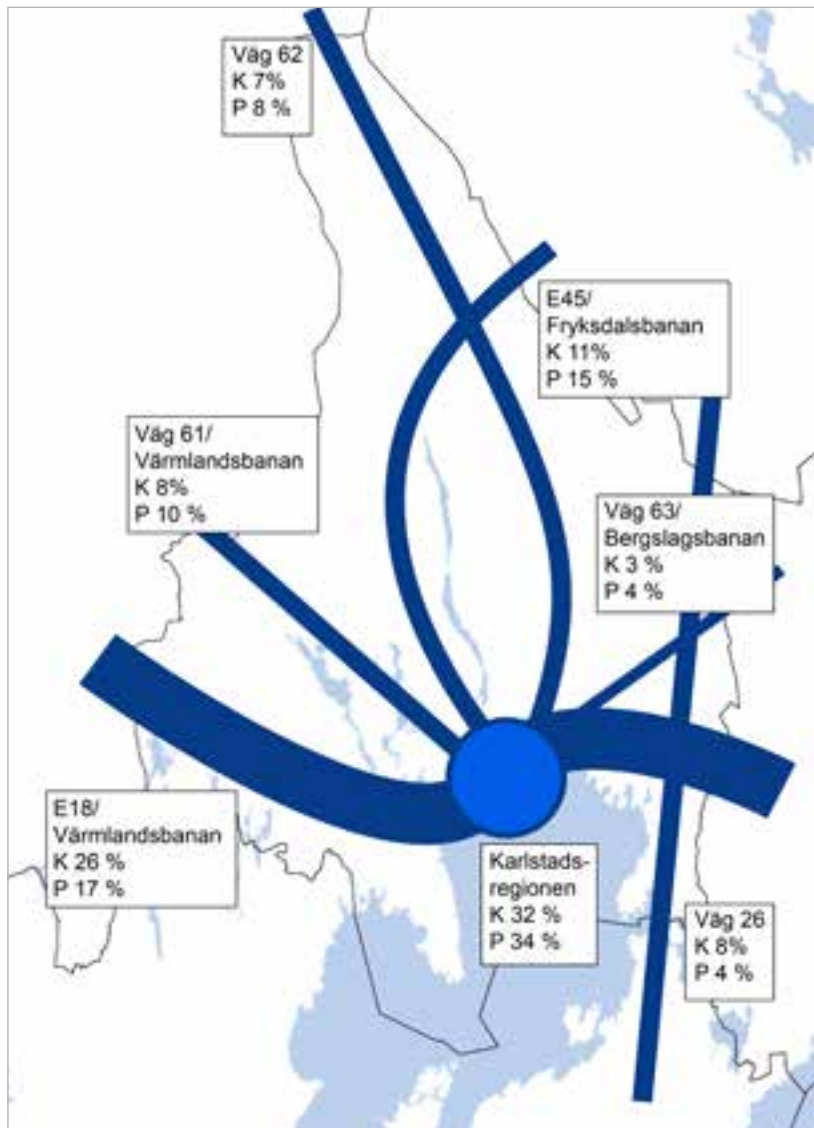 Väg 62
K 7%
P 8 %
E45/
Fryksdalsbanan
K 11%
P 15 %
Väg 61/
Värmlandsbanan
K 8%
P 10 %
Väg 63/
Bergslagsbanan
K 3 %
P 4 %
E18/
Värmlandsbanan
K 26 %
P 17 %
Karlstads-
regionen
K 32 %
P 34 %
Väg 26
K 8%
P 4 %